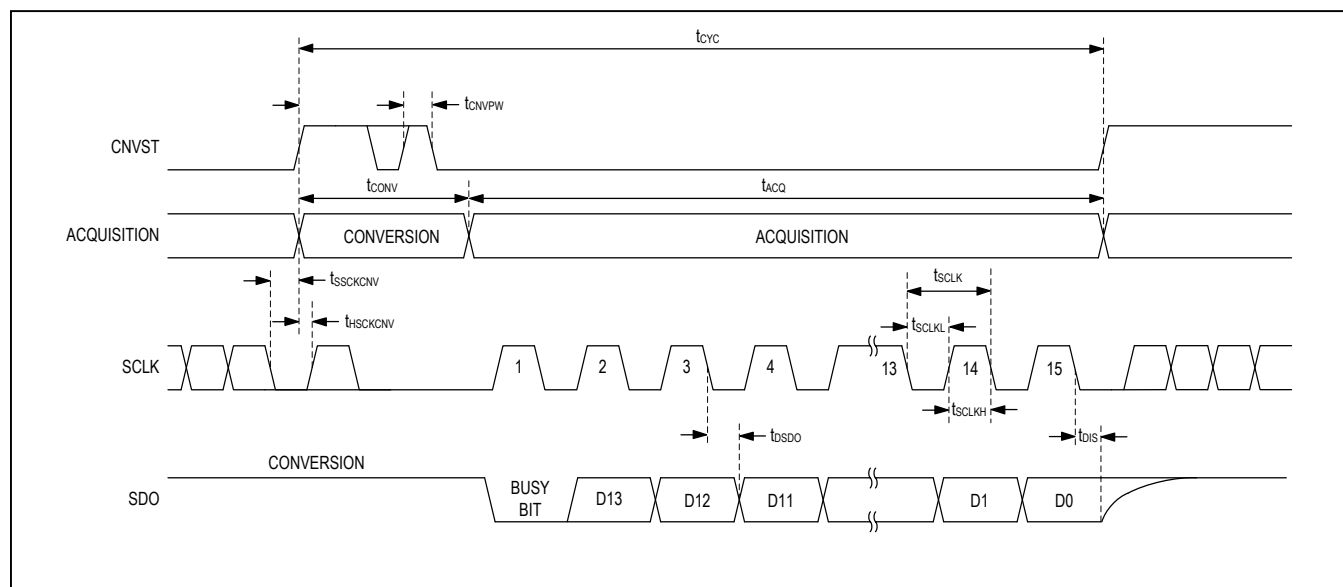 tCYC
tCNVPW
CNVST
tCONV
tACQ
ACQUISITION
CONVERSION
ACQUISITION
tSSCKCNV
tSCLK
tHSCKCNV
tSCLKL
SCLK
1
2
3
4
13
14
15
tDSDO
tSCLKH
tDIS
CONVERSION
SDO
BUSY
BIT
D13
D12
D11
D1
D0